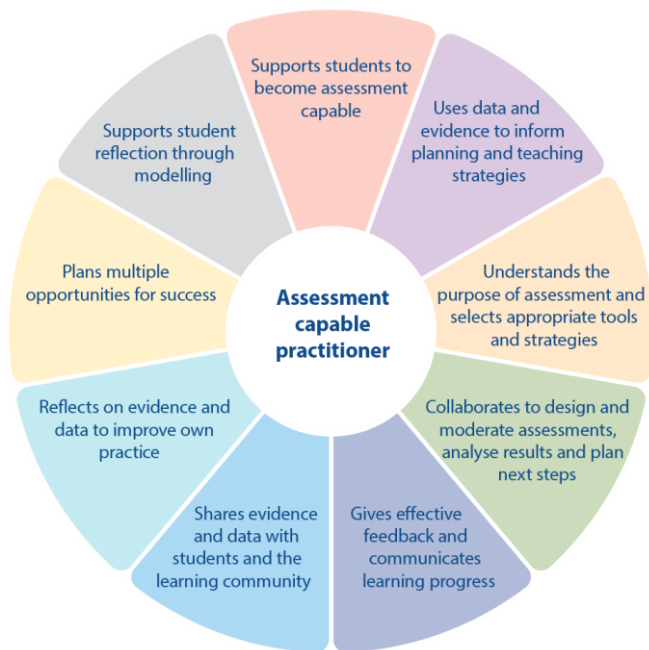 Supports students to
become assessment
capable
Uses data and
evidence to inform
planning and teaching
strategies
Understands the
purpose of assessment and
selects appropriate tools
and strategies
Collaborates to design and
moderate assessments,
analyse results and plan
next steps
Gives effective
feedback and
communicates
learning progress
Shares evidence
and data with
students and the
learning community
Reflects on evidence and
data to improve own
practice
Plans multiple
opportunities for success
Supports student
reflection through
modelling
Assessment
capable
practitioner